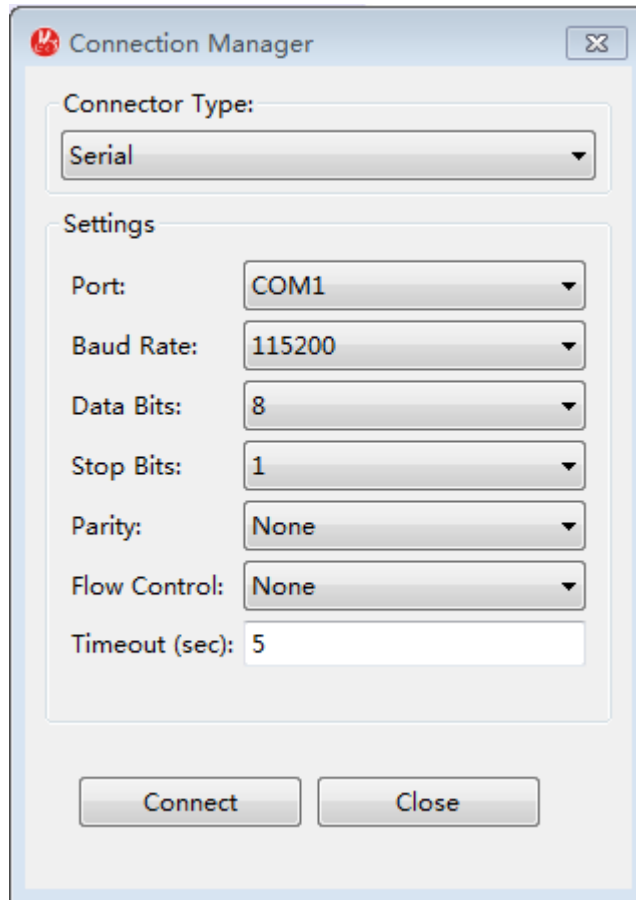 Connection Manager
Connector Type:
Serial
Settings
Port: COM1
Baud Rate: 115200
Data Bits: 8
Stop Bits: 1
Parity: None
Flow Control: None
Timeout (sec): 5
Connect Close